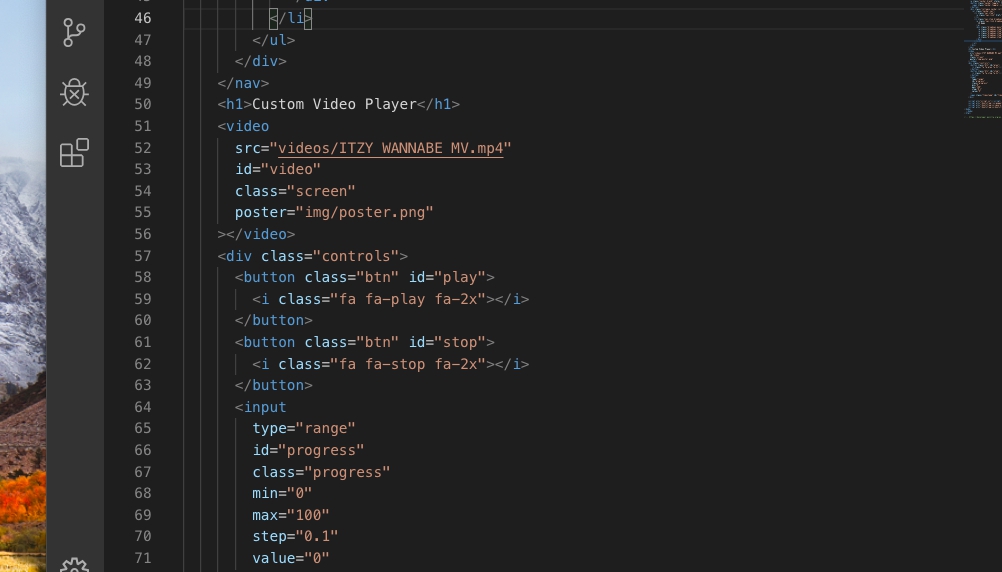 46 </li>
47 </ul>
48 </div>
49 </nav>
50 <h1>Custom Video Player</h1>
51 <video
52 src="videos/ITZY WANNABE MV.mp4"
53 id="video"
54 class="screen"
55 poster="img/poster.png"
56 ></video>
57 <div class="controls">
58 <button class="btn" id="play">
59 <i class="fa fa-play fa-2x"></i>
60 </button>
61 <button class="btn" id="stop">
62 <i class="fa fa-stop fa-2x"></i>
63 </button>
64 <input
65 type="range"
66 id="progress"
67 class="progress"
68 min="0"
69 max="100"
70 step="0.1"
71 value="0"